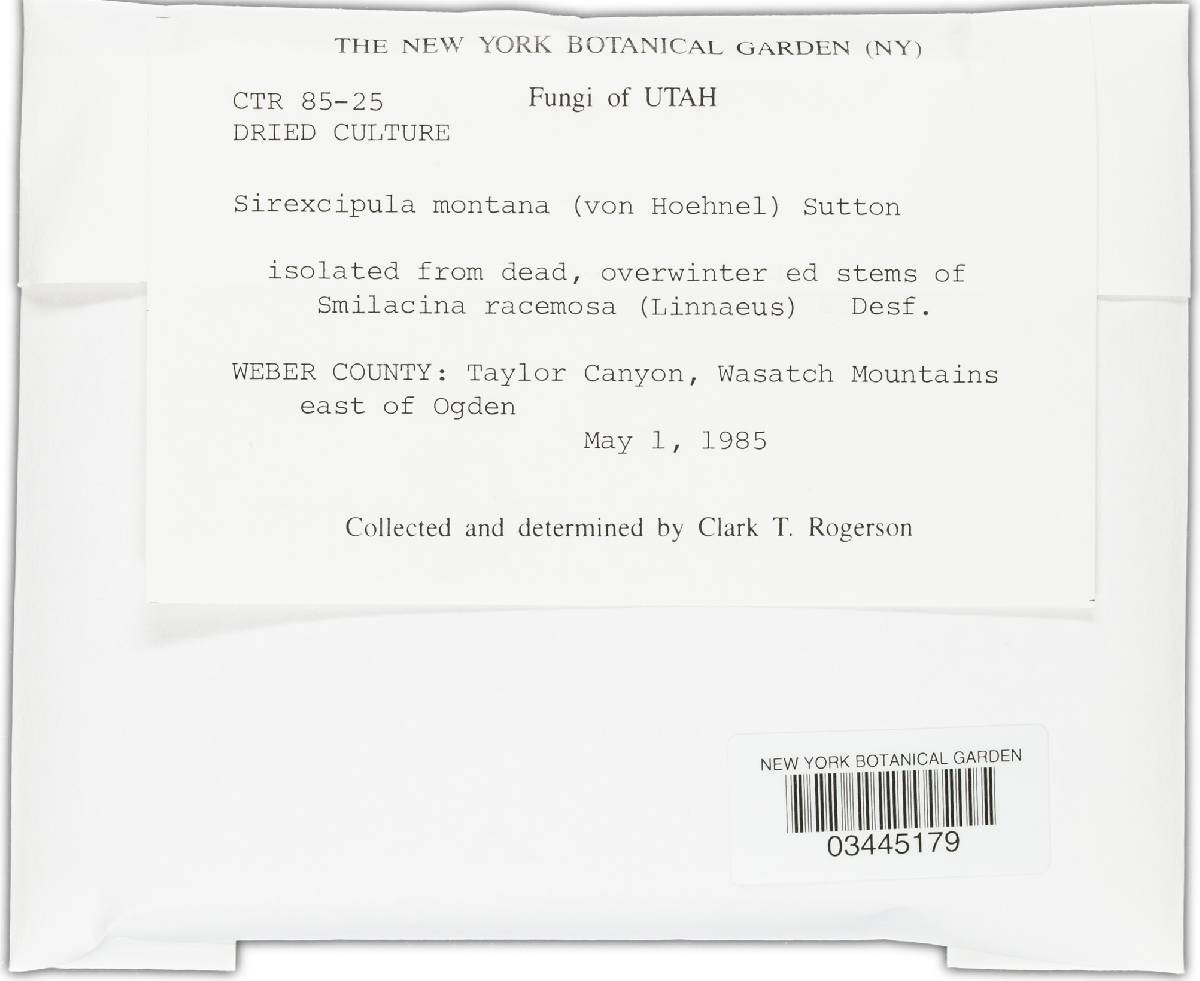 THE NEW YORK BOTANICAL GARDEN (NY)
CTR 85-25 Fungi of UTAH
DRIED CULTURE
Sirexcipula montana (von Hoehnel) Sutton
isolated from dead, overwinter ed stems of
Smilacina racemosa (Linnaeus) Desf.
WEBER COUNTY: Taylor Canyon, Wasatch Mountains
east of Ogden
May 1, 1985
Collected and determined by Clark T. Rogerson
NEW YORK BOTANICAL GARDEN
03445179